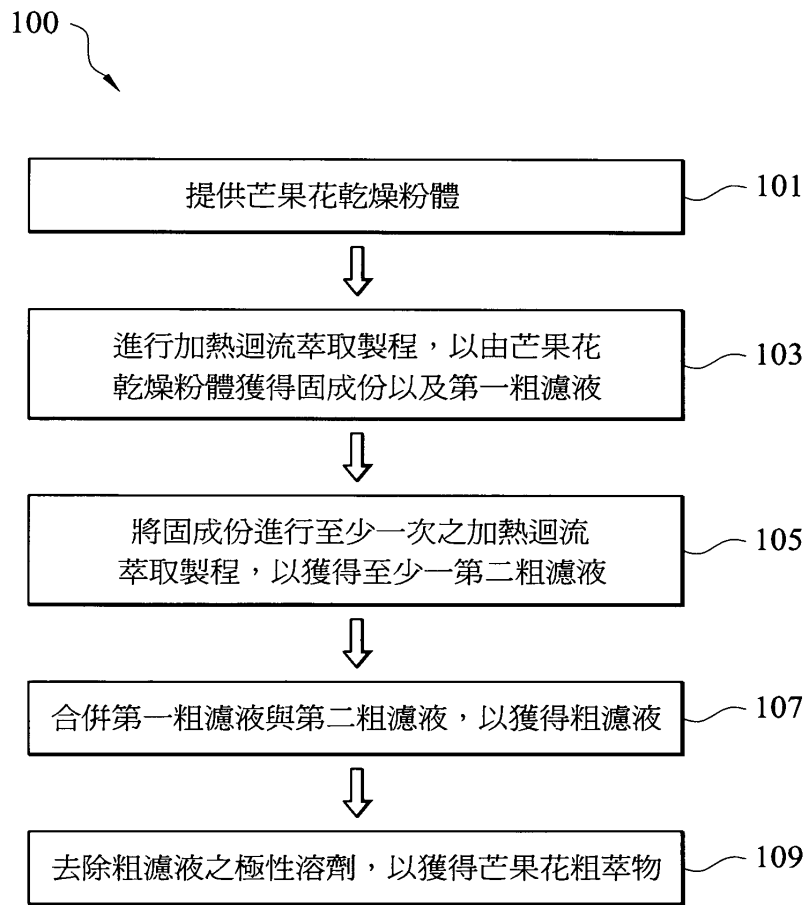 100
提供芒果花乾燥粉體
101
進行加熱迴流萃取製程，以由芒果花
乾燥粉體獲得固成份以及第一粗濾液
103
將固成份進行至少一次之加熱迴流
萃取製程，以獲得至少一第二粗濾液
105
合併第一粗濾液與第二粗濾液，以獲得粗濾液
107
去除粗濾液之極性溶劑，以獲得芒果花粗萃物
109